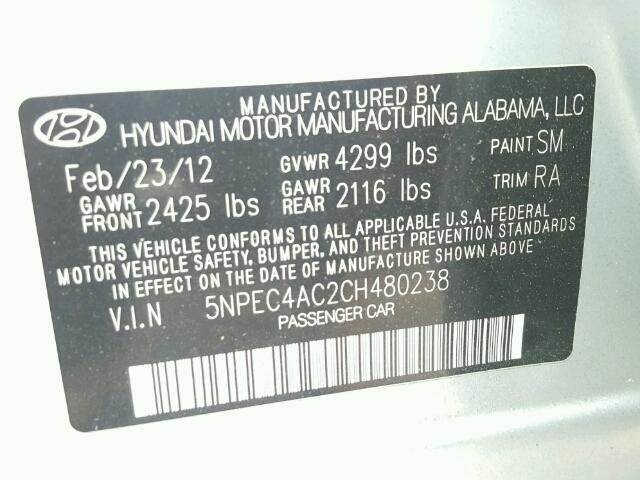 MANUFACTURED BY
HYUNDAI MOTOR MANUFACTURING ALABAMA, LLC
Feb/23/12 GVWR 4299 lbs PAINT SM
GAWR FRONT 2425 lbs GAWR REAR 2116 lbs TRIM RA
THIS VEHICLE CONFORMS TO ALL APPLICABLE U.S.A. FEDERAL
MOTOR VEHICLE SAFETY, BUMPER, AND THEFT PREVENTION STANDARDS
IN EFFECT ON THE DATE OF MANUFACTURE SHOWN ABOVE.
V.I.N 5NPEC4AC2CH480238
PASSENGER CAR